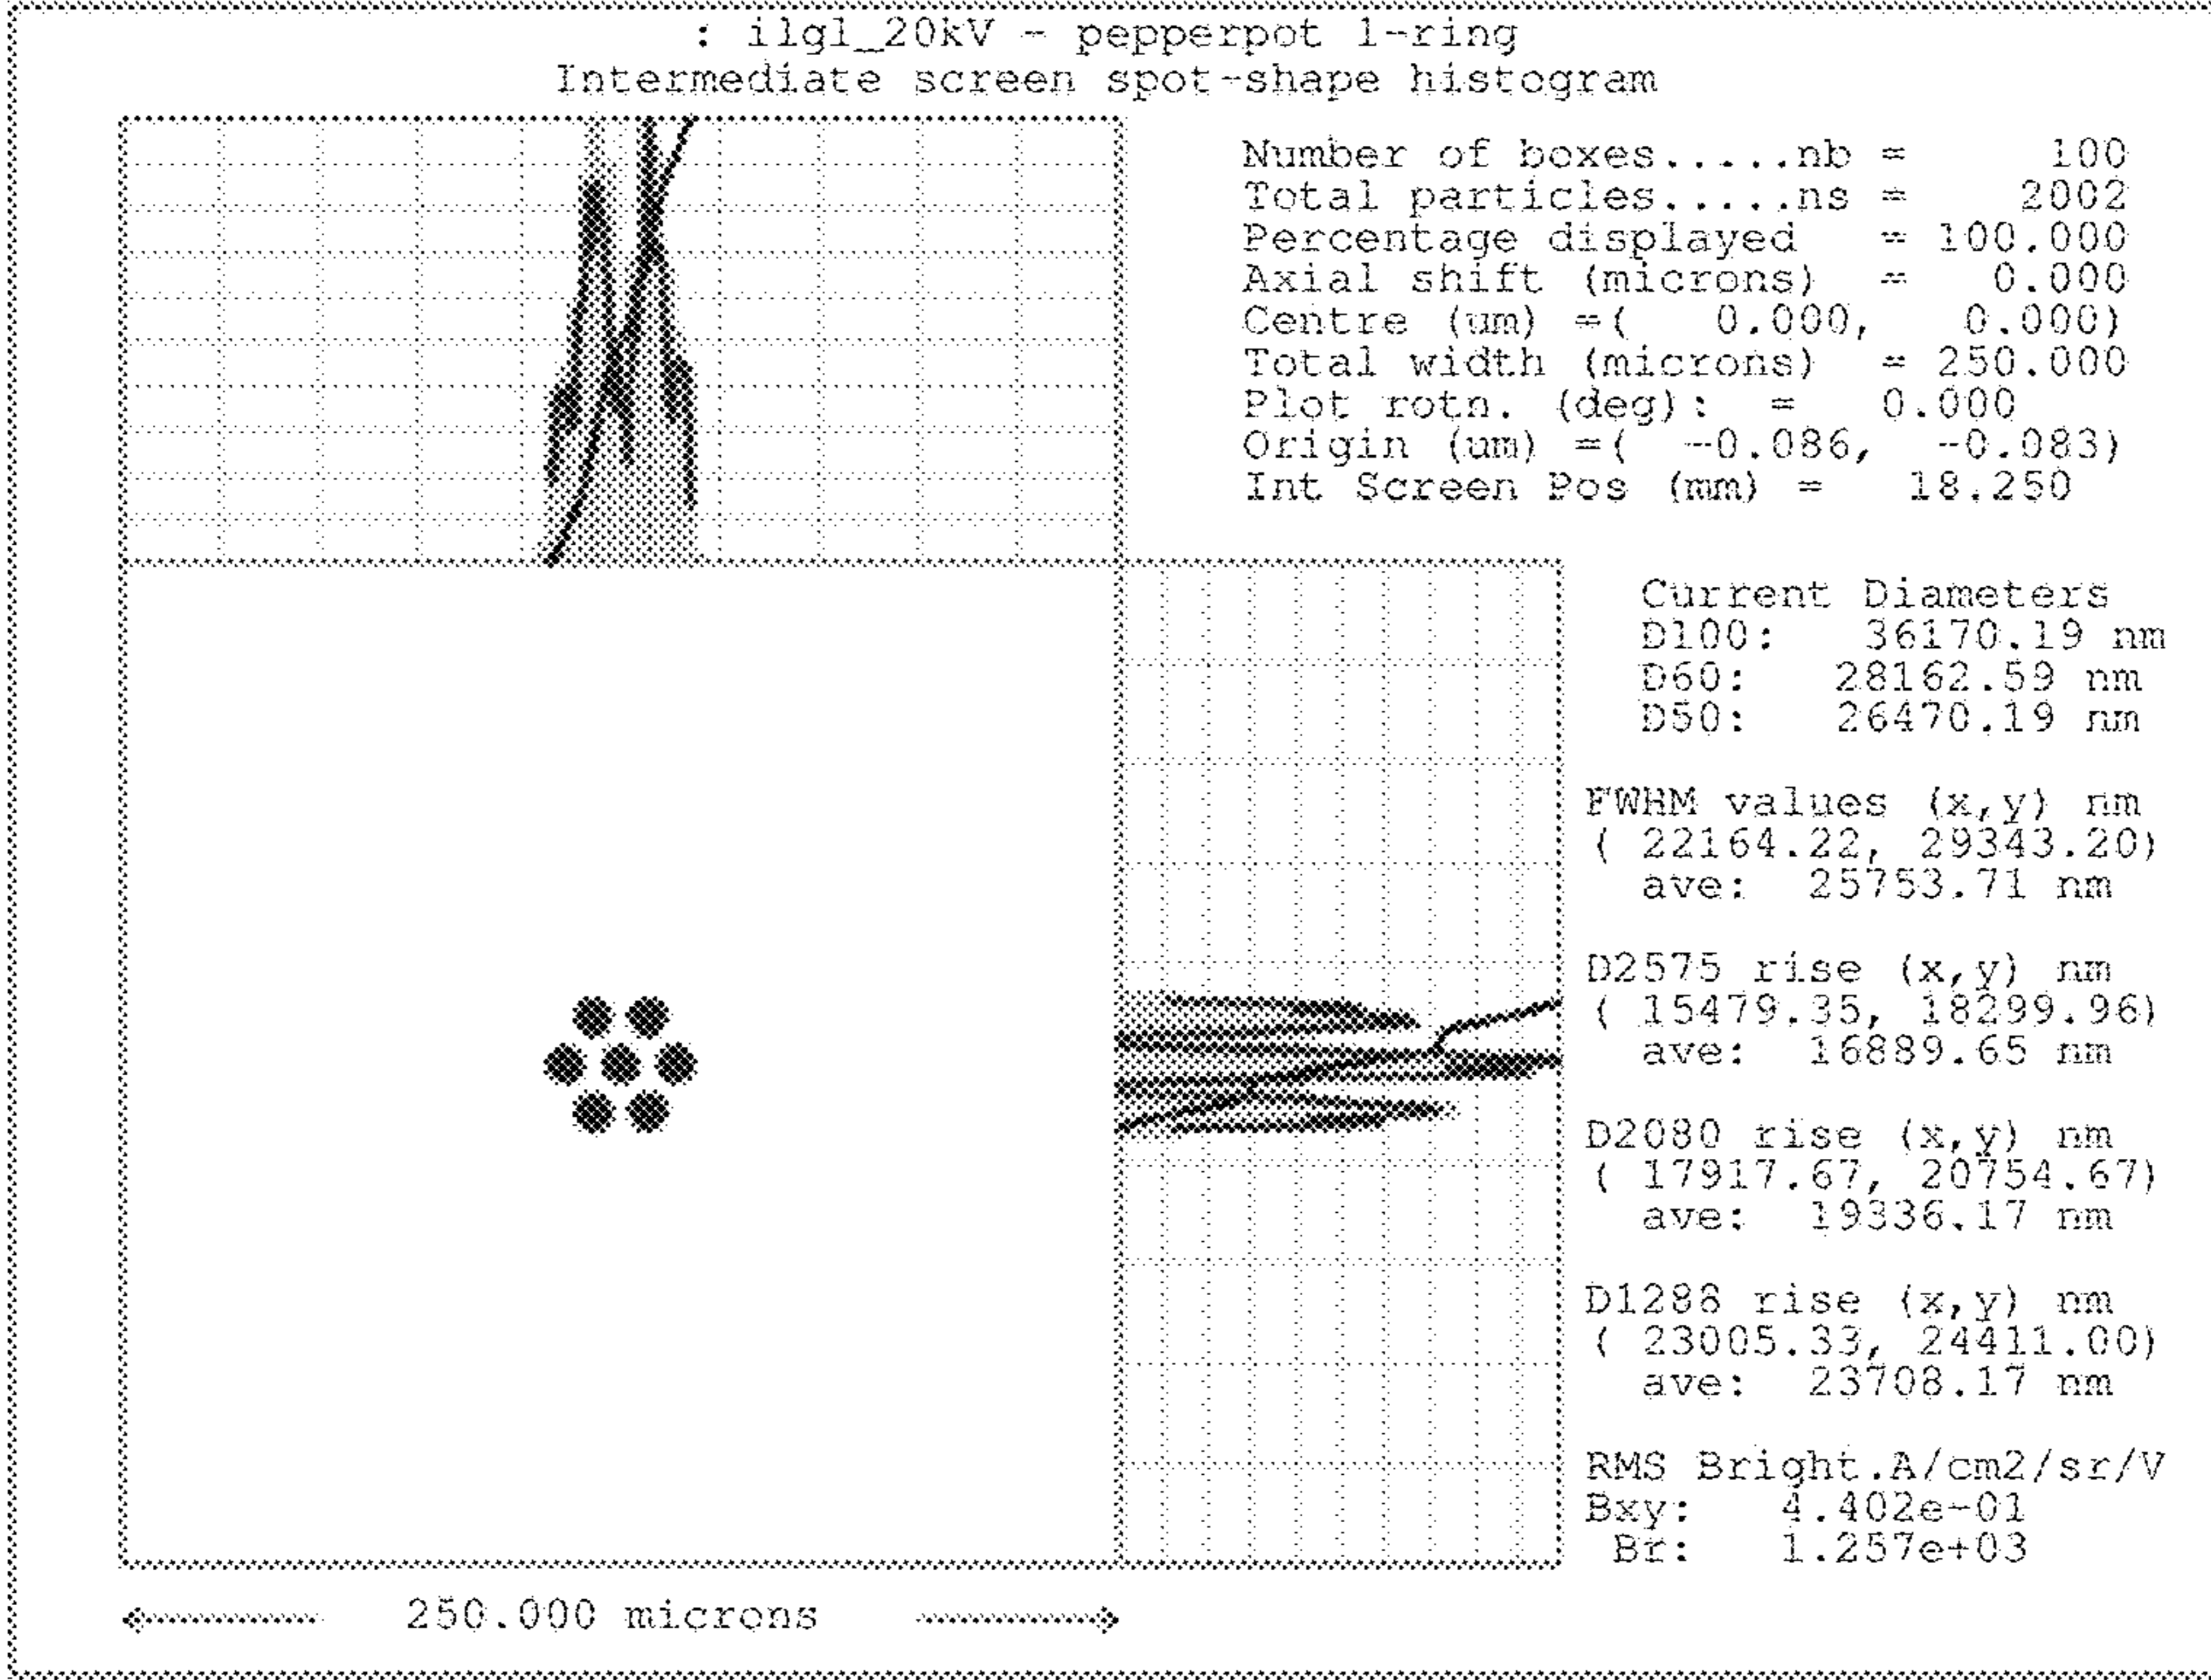 : ilgl_20kV - pepperpot 1-ring
Intermediate screen spot-shape histogram
Number of boxes.....nb = 100
Total particles.....ns = 2002
Percentage displayed = 100.000
Axial shift (microns) = 0.000
Centre (um) =( 0.000, 0.000)
Total width (microns) = 250.000
Plot rotn. (deg): = 0.000
Origin (um) =( -0.086, -0.083)
Int Screen Pos (mm) = 18.250
Current Diameters
D100: 36170.19 nm
D60: 28162.59 nm
D50: 26470.19 nm
FWHM values (x,y) nm
( 22164.22, 29343.20)
ave: 25753.71 nm
D2575 rise (x,y) nm
( 15479.35, 18299.96)
ave: 16889.65 nm
D2080 rise (x,y) nm
( 17917.67, 20754.67)
ave: 19336.17 nm
D1288 rise (x,y) nm
( 23005.33, 24411.00)
ave: 23708.17 nm
RMS Bright.A/cm2/sr/V
Bxy: 4.402e-01
Br: 1.257e+03
250.000 microns